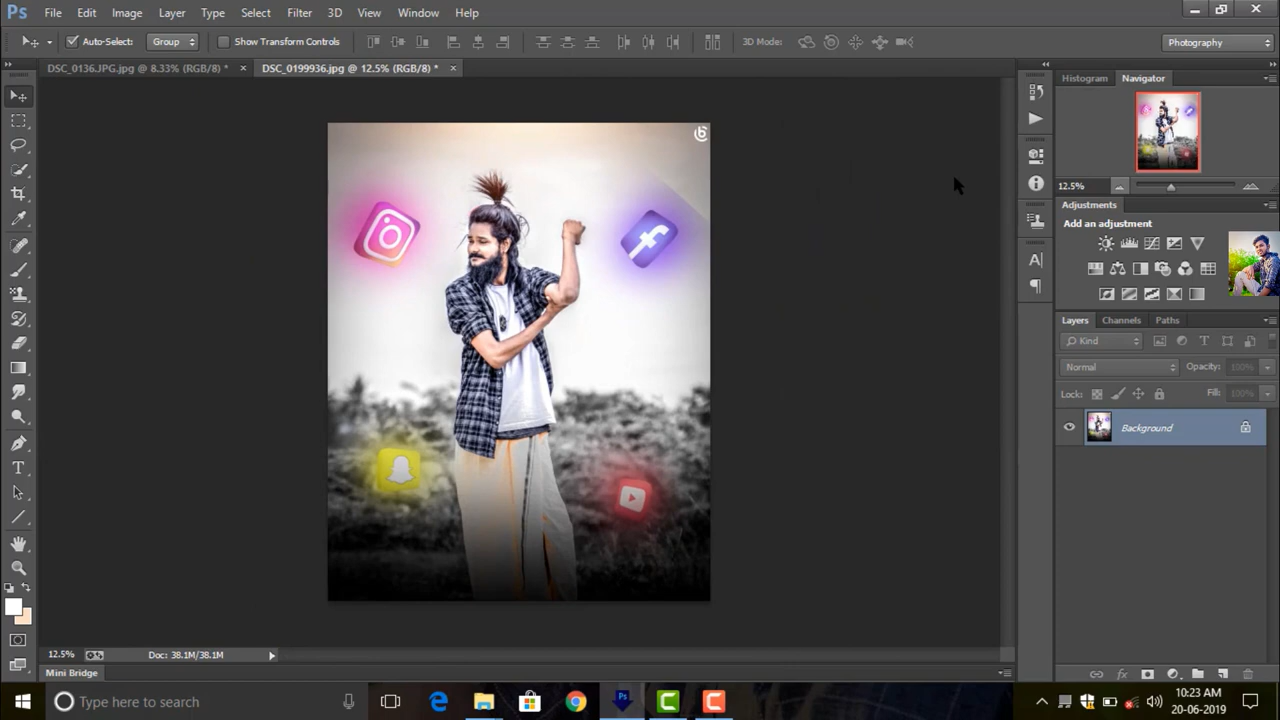 Ps File Edit Image Layer Type Select Filter 3D View Window Help
Auto-Select: Group Show Transform Controls 3D Mode: Photography
DSC_0136.JPG.jpg @ 8.33% (RGB/8) * × DSC_0199936.jpg @ 12.5% (RGB/8) * ×
Histogram Navigator
12.5%
Adjustments
Add an adjustment
Layers Channels Paths
Kind
Normal Opacity: 100%
Lock: Fill: 100%
Background
12.5% Doc: 38.1M/38.1M
Mini Bridge
Type here to search
10:23 AM
20-06-2019